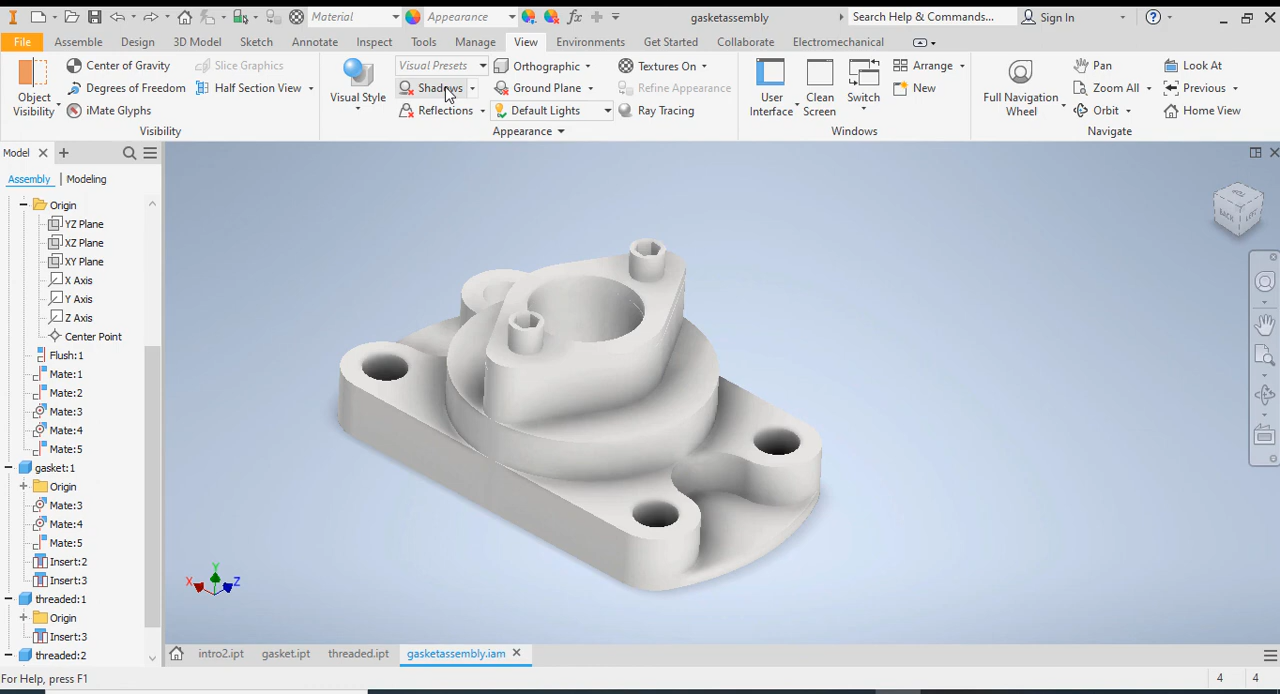 Material
Appearance
gasketassembly
Search Help & Commands...
Sign In
File
Assemble
Design
3D Model
Sketch
Annotate
Inspect
Tools
Manage
View
Environments
Get Started
Collaborate
Electromechanical
Object
Visibility
Center of Gravity
Degrees of Freedom
iMate Glyphs
Slice Graphics
Half Section View
Visibility
Visual Style
Visual Presets
Shadows
Reflections
Orthographic
Ground Plane
Default Lights
Textures On
Refine Appearance
Ray Tracing
Appearance
User
Interface
Clean
Screen
Switch
Arrange
New
Windows
Full Navigation
Wheel
Pan
Zoom All
Orbit
Look At
Previous
Home View
Navigate
Model
Assembly
Modeling
Origin
YZ Plane
XZ Plane
XY Plane
X Axis
Y Axis
Z Axis
Center Point
Flush:1
Mate:1
Mate:2
Mate:3
Mate:4
Mate:5
gasket:1
Origin
Mate:3
Mate:4
Mate:5
Insert:2
Insert:3
threaded:1
Origin
Insert:3
threaded:2
BACK
LEFT
Y
X
Z
intro2.ipt
gasket.ipt
threaded.ipt
gasketassembly.iam
For Help, press F1
4
4